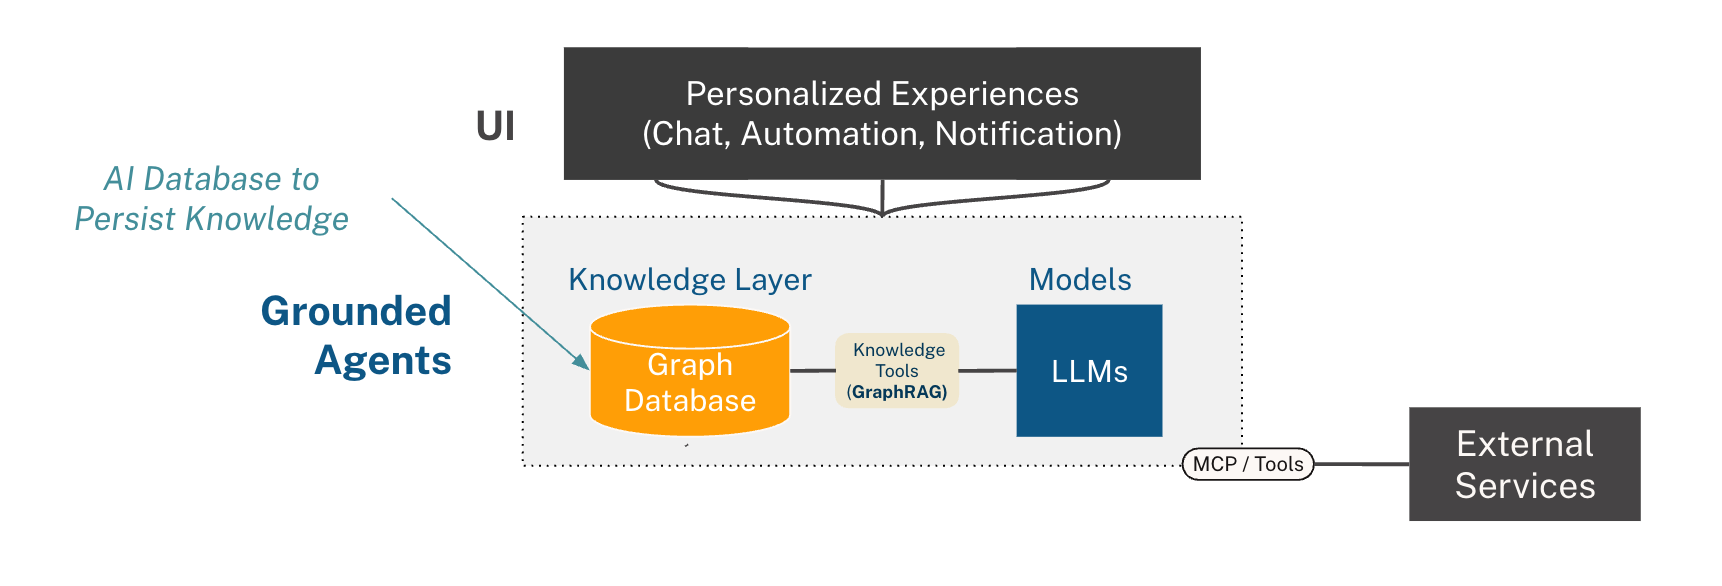 Personalized Experiences
(Chat, Automation, Notification)
UI
AI Database to
Persist Knowledge
Grounded
Agents
Knowledge Layer
Models
Graph
Database
Knowledge
Tools
(GraphRAG)
LLMs
MCP / Tools
External
Services